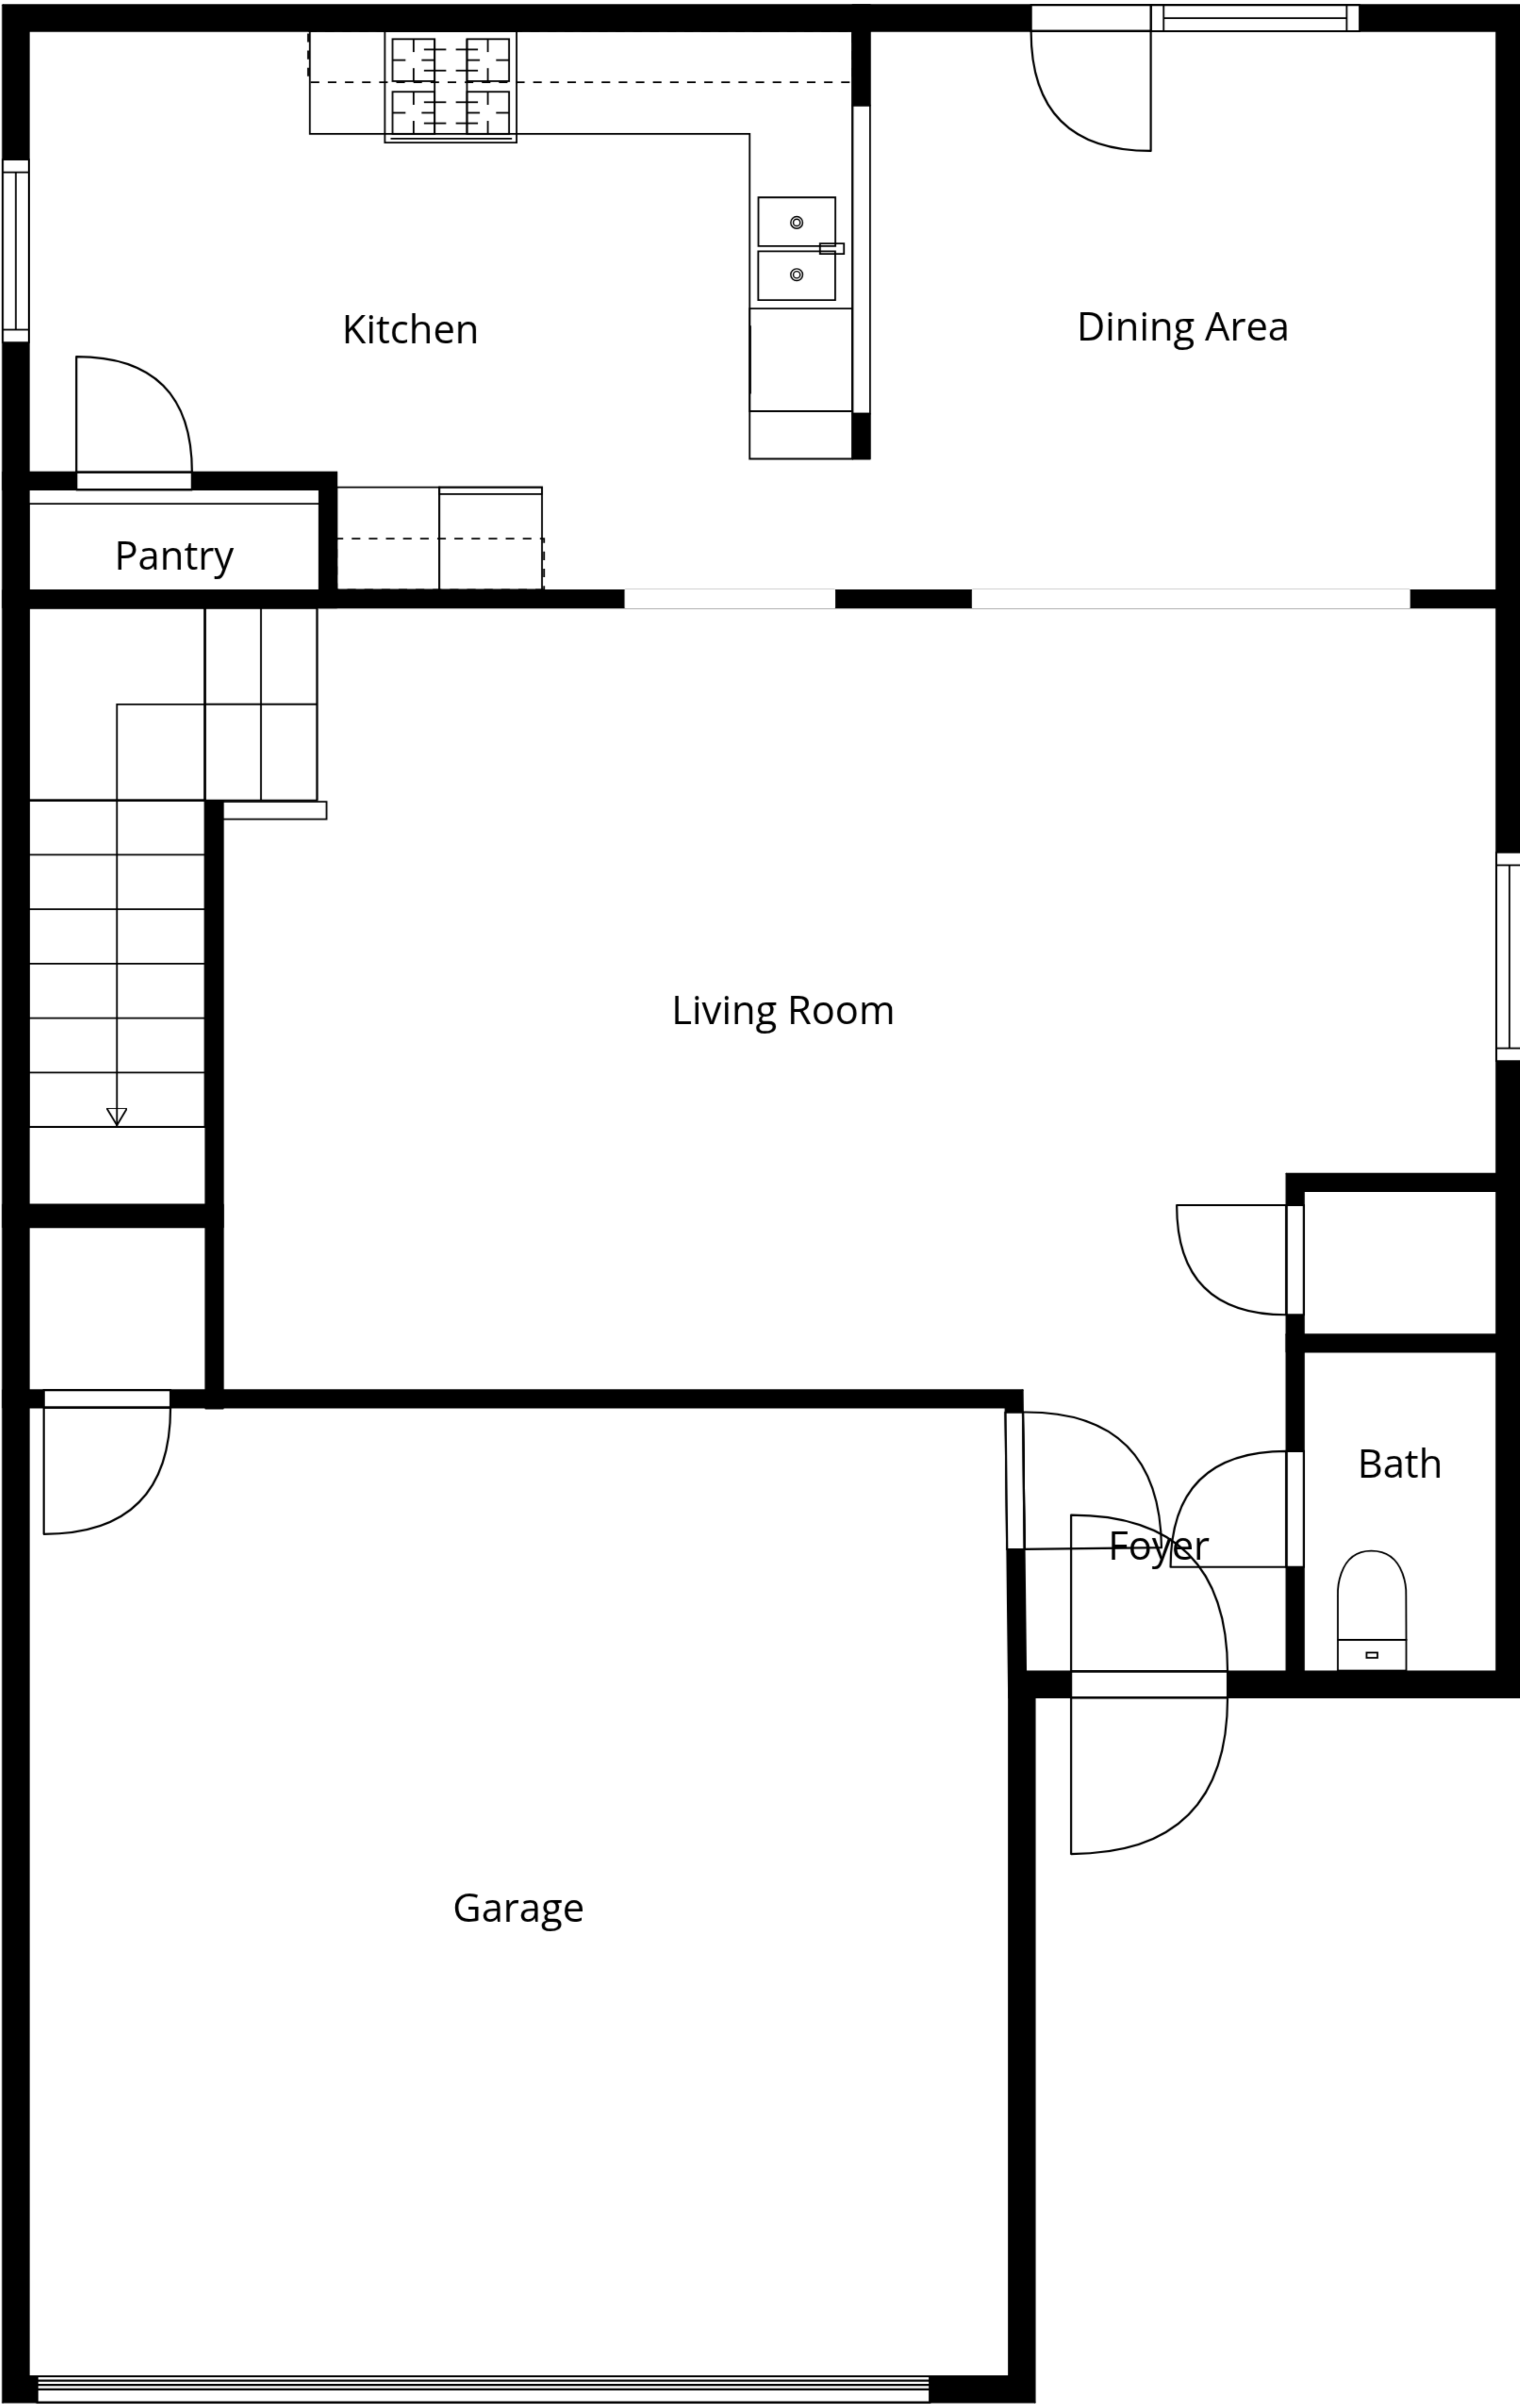 Kitchen
Dining Area
Pantry
Living Room
Bath
Foyer
Garage